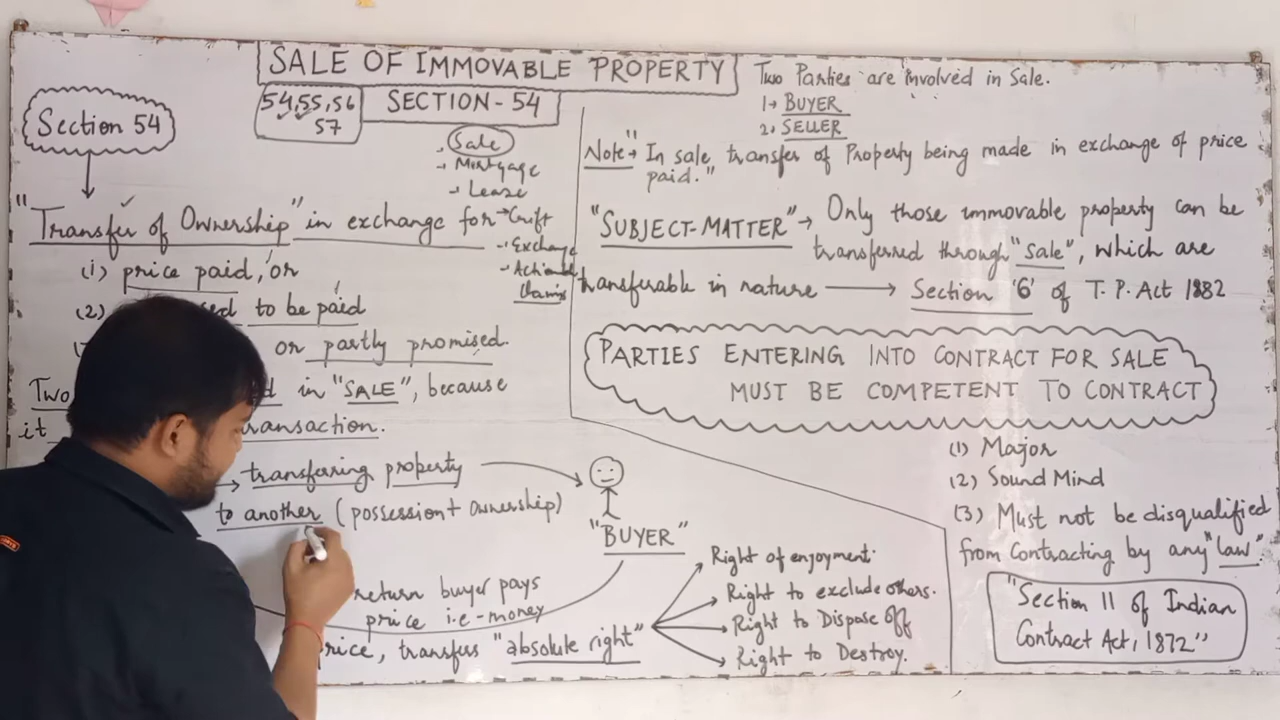 SALE OF IMMOVABLE PROPERTY
54,55,56
57
SECTION-54
Section 54
Sale
Mortgage
Lease
Gift
Exchange
Claims
"Transfer of Ownership" in exchange for
(1) price paid, or
(2) to be paid
or partly promised.
Two in "SALE", because
it
transferring property
to another (possession+ Ownership)
return buyer pays
price i.e-money
transfers "absolute right"
"BUYER"
Right of enjoyment.
Right to exclude others.
Right to Dispose Off
Right to Destroy.
Two Parties are involved in Sale.
1→ BUYER
2, SELLER
Note→ "In sale, transfer of Property being made in exchange of price
paid."
"SUBJECT-MATTER"→ Only those immovable property can be
transferred through "Sale", which are
transferable in nature → Section '6' of T. P. Act 1882
PARTIES ENTERING INTO CONTRACT FOR SALE
MUST BE COMPETENT TO CONTRACT
(1) Major
(2) Sound Mind
(3) Must not be disqualified
from Contracting by any "law".
"Section 11 of Indian
Contract Act, 1872"